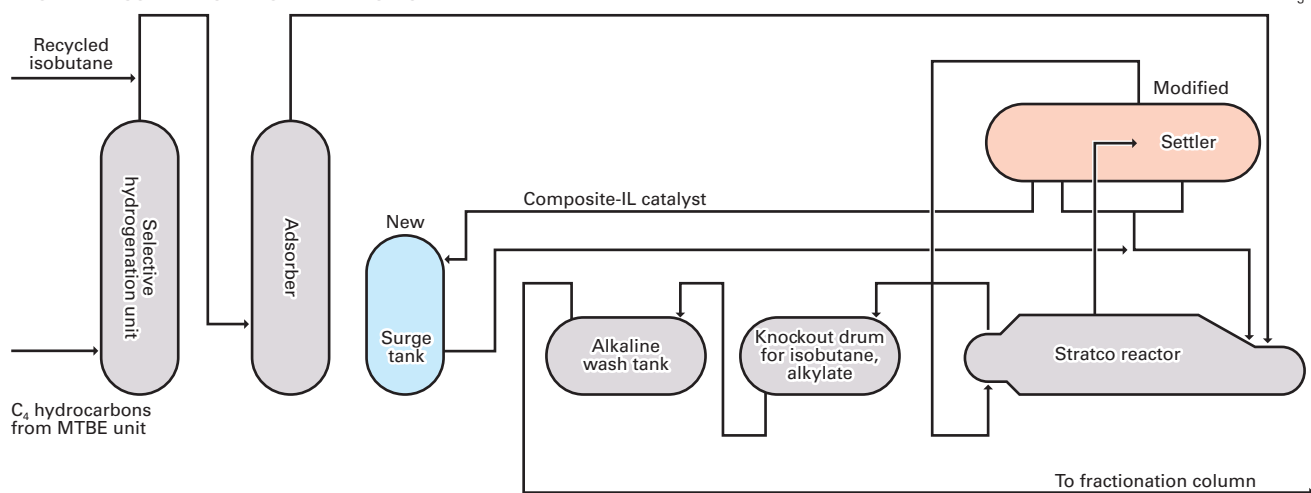 Recycled
isobutane
Modified
Settler
Composite-IL catalyst
New
Selective
hydrogenation unit
Adsorber
Surge
tank
Alkaline
wash tank
Knockout drum
for isobutane,
alkylate
Stratco reactor
C₄ hydrocarbons
from MTBE unit
To fractionation column